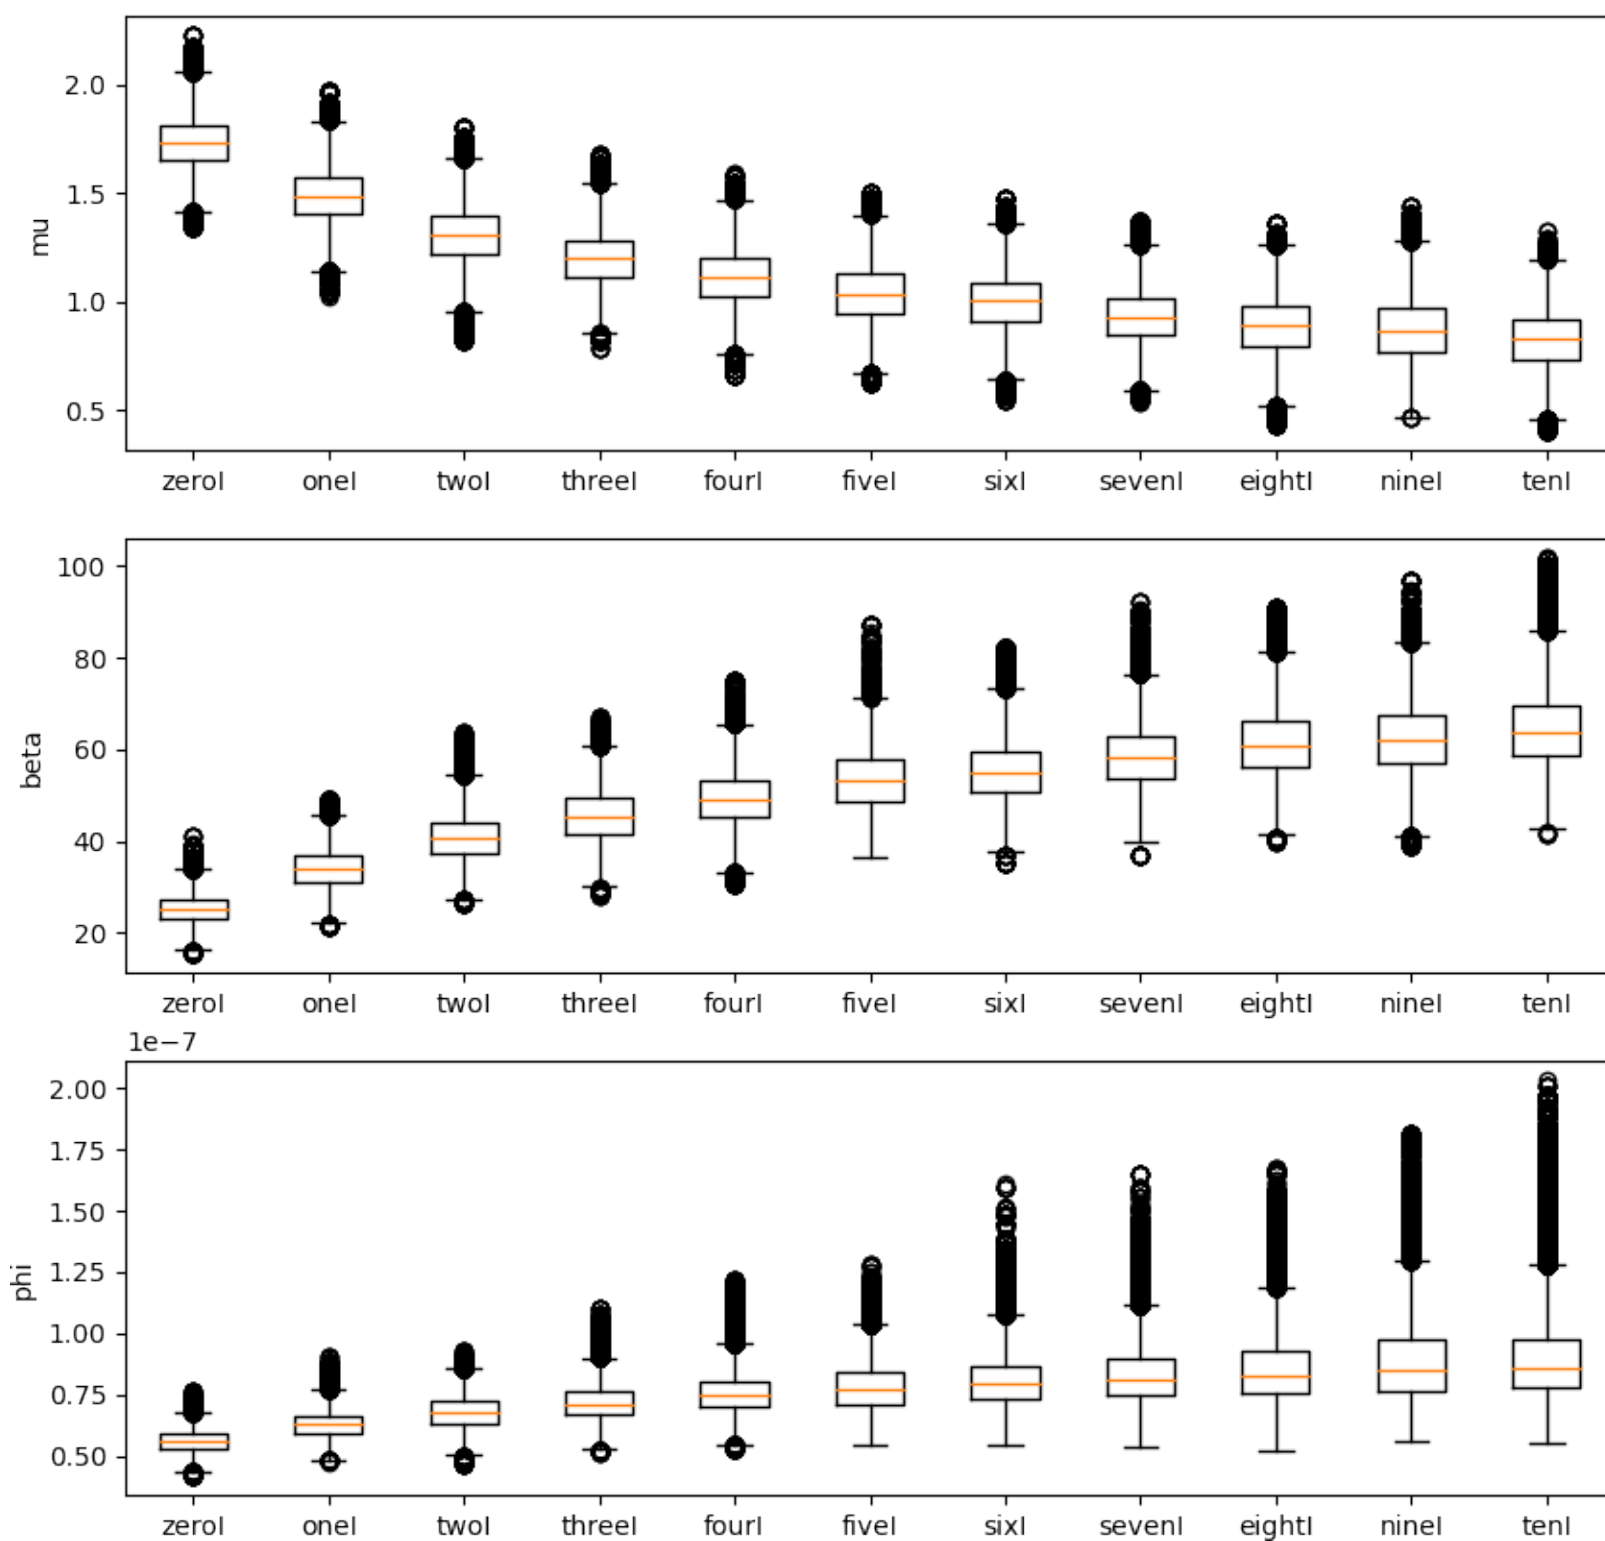 mu
2.0
1.5
1.0
0.5
zeroI oneI twoI threeI fourI fiveI sixI sevenI eightI nineI tenI
beta
100
80
60
40
20
zeroI oneI twoI threeI fourI fiveI sixI sevenI eightI nineI tenI
1e−7
phi
2.00
1.75
1.50
1.25
1.00
0.75
0.50
zeroI oneI twoI threeI fourI fiveI sixI sevenI eightI nineI tenI